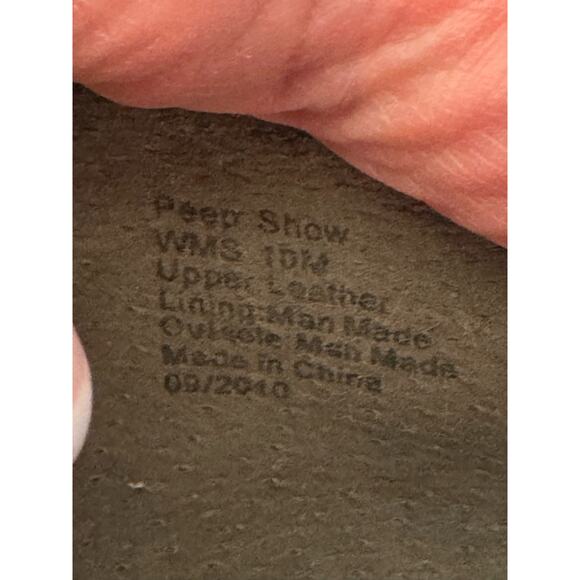 Peep Show
WMS 10M
Upper Leather
Lining Man Made
Outsole Man Made
Made in China
09/2010